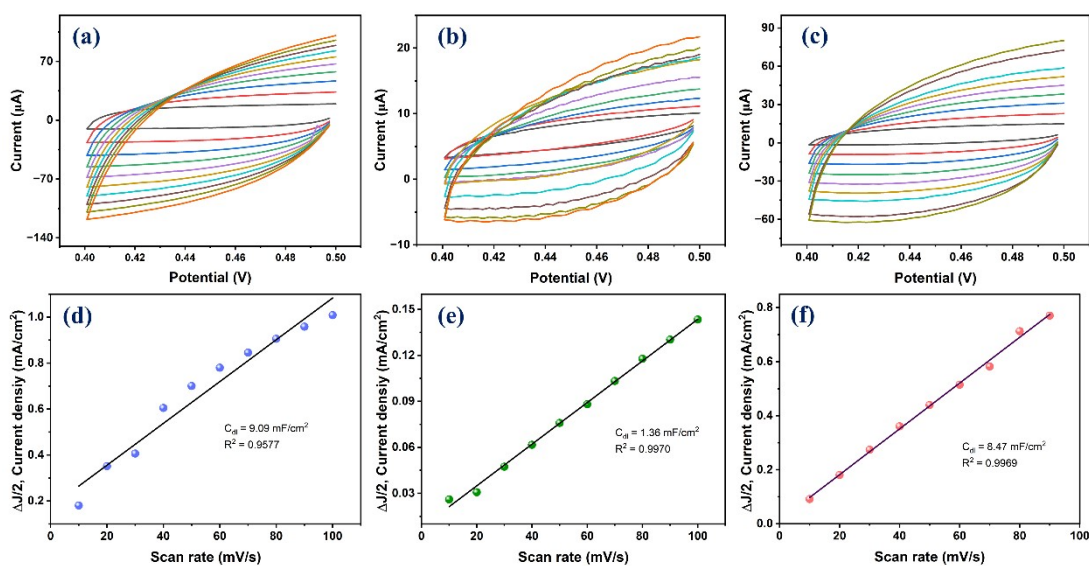 (a)
70
0
−70
−140
Current (µA)
0.40 0.42 0.44 0.46 0.48 0.50
Potential (V)
(b)
20
10
0
−10
Current (µA)
0.40 0.42 0.44 0.46 0.48 0.50
Potential (V)
(c)
90
60
30
0
−30
−60
Current (µA)
0.40 0.42 0.44 0.46 0.48 0.50
Potential (V)
(d)
1.0
0.8
0.6
0.4
0.2
ΔJ/2, Current densiy (mA/cm²)
C_dl = 9.09 mF/cm²
R² = 0.9577
0 20 40 60 80 100
Scan rate (mV/s)
(e)
0.15
0.12
0.09
0.06
0.03
ΔJ/2, Current densiy (mA/cm²)
C_dl = 1.36 mF/cm²
R² = 0.9970
0 20 40 60 80 100
Scan rate (mV/s)
(f)
0.8
0.6
0.4
0.2
0.0
ΔJ/2, Current densiy (mA/cm²)
C_dl = 8.47 mF/cm²
R² = 0.9969
0 20 40 60 80 100
Scan rate (mV/s)